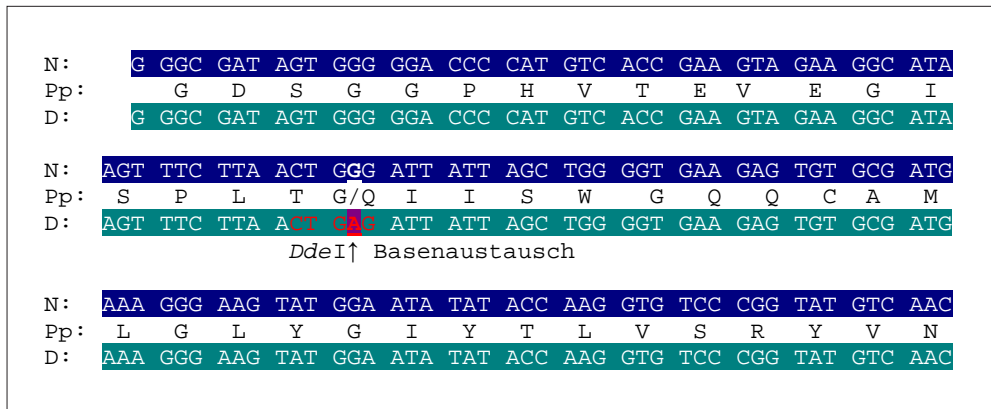 N: G GGC GAT AGT GGG GGA CCC CAT GTC ACC GAA GTA GAA GGC ATA
Pp: G D S G G P H V T E V E G I
D: G GGC GAT AGT GGG GGA CCC CAT GTC ACC GAA GTA GAA GGC ATA
N: AGT TTC TTA ACT GGG ATT ATT AGC TGG GGT GAA GAG TGT GCG ATG
Pp: S P L T G/Q I I S W G Q Q C A M
D: AGT TTC TTA ACT GAG ATT ATT AGC TGG GGT GAA GAG TGT GCG ATG
DdeI↑ Basenaustausch
N: AAA GGG AAG TAT GGA ATA TAT ACC AAG GTG TCC CGG TAT GTC AAC
Pp: L G L Y G I Y T L V S R Y V N
D: AAA GGG AAG TAT GGA ATA TAT ACC AAG GTG TCC CGG TAT GTC AAC